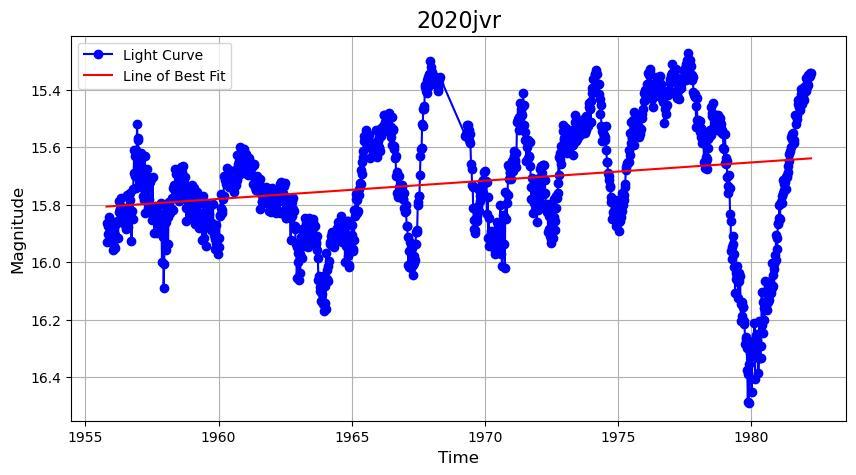 2020jvr
Light Curve
Line of Best Fit
Magnitude
15.4
15.6
15.8
16.0
16.2
16.4
1955
1960
1965
1970
1975
1980
Time